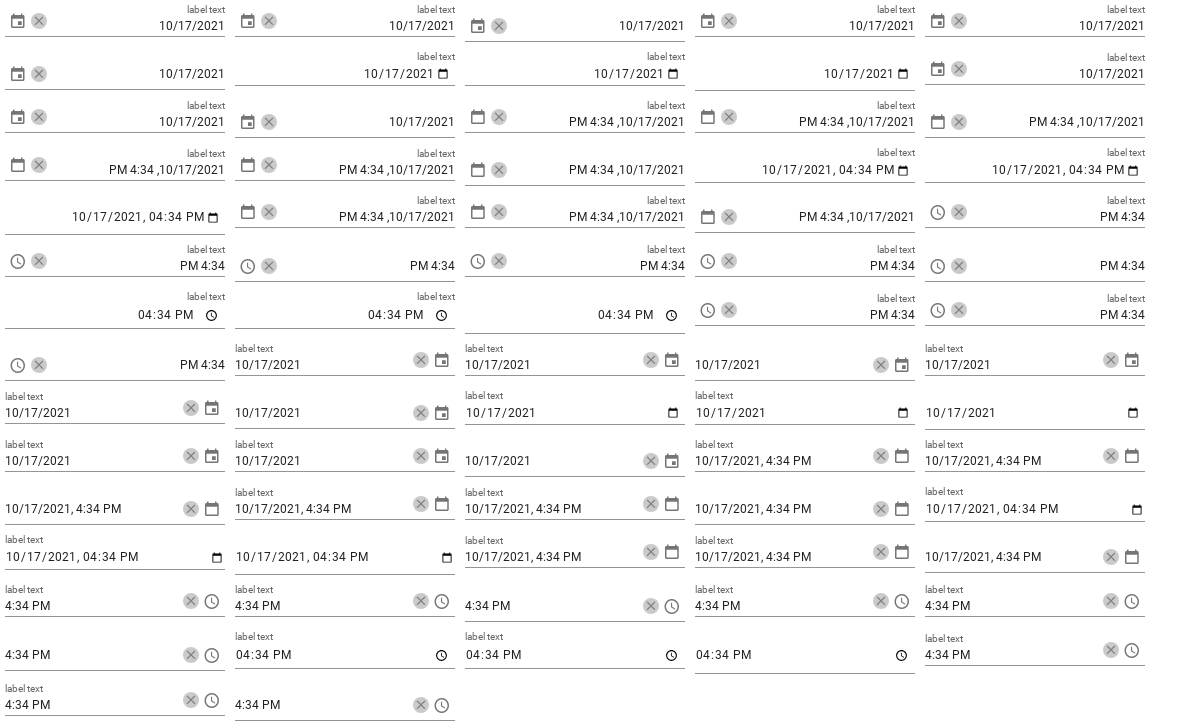 label text
10/17/2021
label text
10/17/2021
10/17/2021
label text
10/17/2021
label text
10/17/2021
10/17/2021
label text
10/17/2021
label text
10/17/2021
10/17/2021
label text
10/17/2021
label text
10/17/2021
10/17/2021
label text
PM 4:34 ,10/17/2021
label text
PM 4:34 ,10/17/2021
PM 4:34 ,10/17/2021
label text
PM 4:34 ,10/17/2021
label text
PM 4:34 ,10/17/2021
PM 4:34 ,10/17/2021
label text
10/17/2021, 04:34 PM
label text
10/17/2021, 04:34 PM
10/17/2021, 04:34 PM
label text
PM 4:34 ,10/17/2021
label text
PM 4:34 ,10/17/2021
PM 4:34 ,10/17/2021
label text
PM 4:34
label text
PM 4:34
PM 4:34
label text
PM 4:34
label text
PM 4:34
PM 4:34
label text
04:34 PM
label text
04:34 PM
04:34 PM
label text
PM 4:34
label text
PM 4:34
PM 4:34
label text
10/17/2021
label text
10/17/2021
10/17/2021
label text
10/17/2021
label text
10/17/2021
10/17/2021
label text
10/17/2021
label text
10/17/2021
10/17/2021
label text
10/17/2021
label text
10/17/2021
10/17/2021
label text
10/17/2021, 4:34 PM
label text
10/17/2021, 4:34 PM
10/17/2021, 4:34 PM
label text
10/17/2021, 4:34 PM
label text
10/17/2021, 4:34 PM
10/17/2021, 4:34 PM
label text
10/17/2021, 04:34 PM
label text
10/17/2021, 04:34 PM
10/17/2021, 04:34 PM
label text
10/17/2021, 4:34 PM
label text
10/17/2021, 4:34 PM
10/17/2021, 4:34 PM
label text
4:34 PM
label text
4:34 PM
4:34 PM
label text
4:34 PM
label text
4:34 PM
4:34 PM
label text
04:34 PM
label text
04:34 PM
04:34 PM
label text
4:34 PM
label text
4:34 PM
4:34 PM